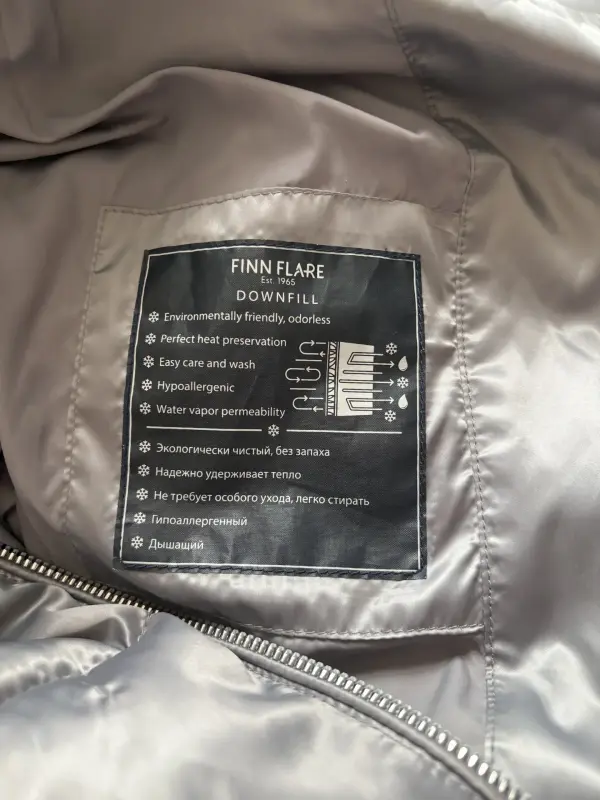 FINN FLARE
Est. 1965
DOWNFILL
Environmentally friendly, odorless
Perfect heat preservation
Easy care and wash
Hypoallergenic
Water vapor permeability
Экологически чистый, без запаха
Надежно удерживает тепло
Не требует особого ухода, легко стирать
Гипоаллергенный
Дышащий